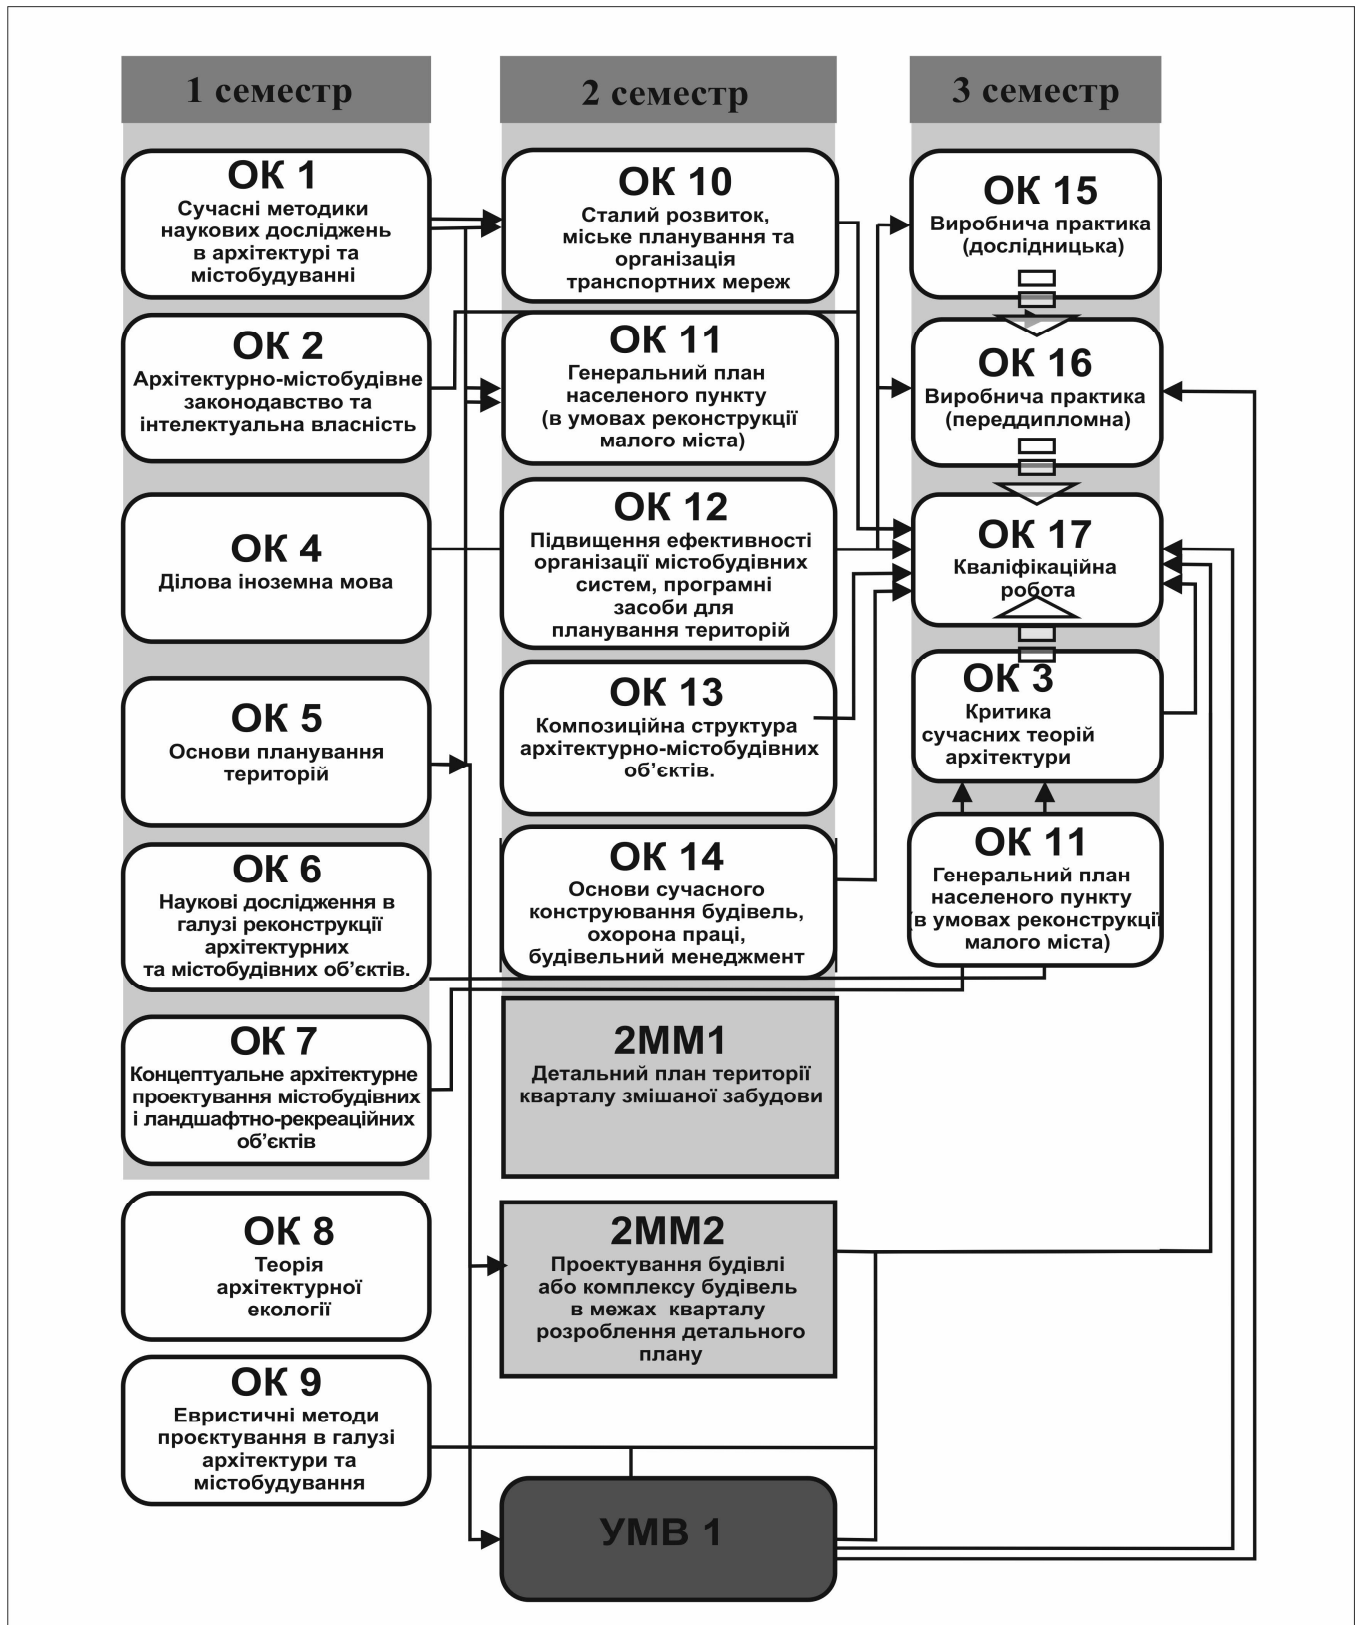 1 семестр
ОК 1
Сучасні методики
наукових досліджень
в архітектурі та
містобудуванні
ОК 2
Архітектурно-містобудівне
законодавство та
інтелектуальна власність
ОК 4
Ділова іноземна мова
ОК 5
Основи планування
територій
ОК 6
Наукові дослідження в
галузі реконструкції
архітектурних
та містобудівних об’єктів.
ОК 7
Концептуальне архітектурне
проектування містобудівних
і ландшафтно-рекреаційних
об’єктів
ОК 8
Теорія
архітектурної
екології
ОК 9
Евристичні методи
проєктування в галузі
архітектури та
містобудування
2 семестр
ОК 10
Сталий розвиток,
міське планування та
організація
транспортних мереж
ОК 11
Генеральний план
населеного пункту
(в умовах реконструкції
малого міста)
ОК 12
Підвищення ефективності
організації містобудівних
систем, програмні
засоби для
планування територій
ОК 13
Композиційна структура
архітектурно-містобудівних
об’єктів.
ОК 14
Основи сучасного
конструювання будівель,
охорона праці,
будівельний менеджмент
2ММ1
Детальний план території
кварталу змішаної забудови
2ММ2
Проектування будівлі
або комплексу будівель
в межах кварталу
розроблення детального
плану
УМВ 1
3 семестр
ОК 15
Виробнича практика
(дослідницька)
ОК 16
Виробнича практика
(переддипломна)
ОК 17
Кваліфікаційна
робота
ОК 3
Критика
сучасних теорій
архітектури
ОК 11
Генеральний план
населеного пункту
(в умовах реконструкції
малого міста)